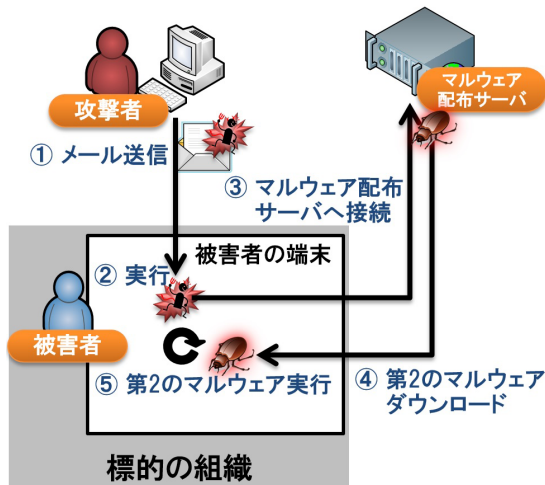 攻撃者
マルウェア
配布サーバ
① メール送信
③ マルウェア配布
サーバへ接続
被害者の端末
② 実行
被害者
⑤ 第2のマルウェア実行
④ 第2のマルウェア
ダウンロード
標的の組織